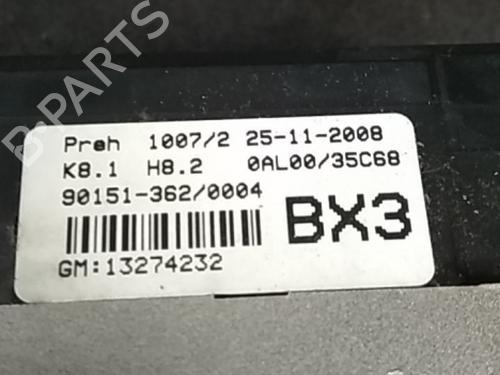 B-PARTS
Preh 1007/2 25-11-2008
K8.1 H8.2 0AL00/35C68
90151-362/0004
BX3
GM:13274232